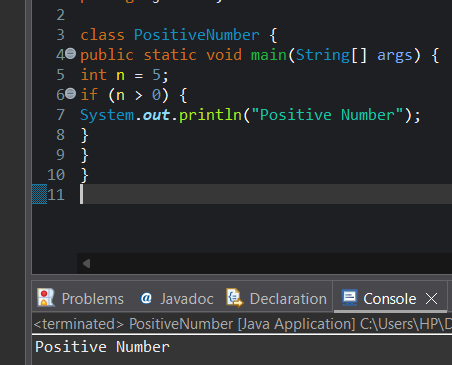 2
3 class PositiveNumber {
4 public static void main(String[] args) {
5 int n = 5;
6 if (n > 0) {
7 System.out.println("Positive Number");
8 }
9 }
10 }
11
Problems @ Javadoc Declaration Console
<terminated> PositiveNumber [Java Application] C:\Users\HP\D
Positive Number